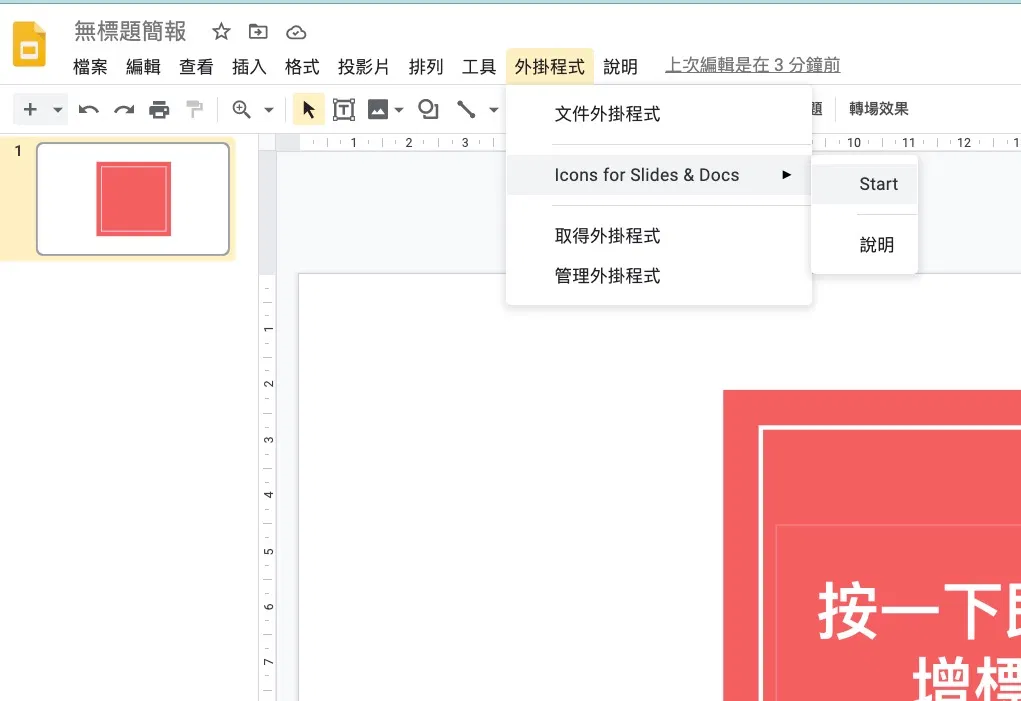 無標題簡報
檔案 編輯 查看 插入 格式 投影片 排列 工具 外掛程式 說明 上次編輯是在 3 分鐘前
題 轉場效果
文件外掛程式
1 2 3 10 11 12 1
1
Icons for Slides & Docs
Start
取得外掛程式
說明
管理外掛程式
1
2
3
4
5
6
7
按一下
增標